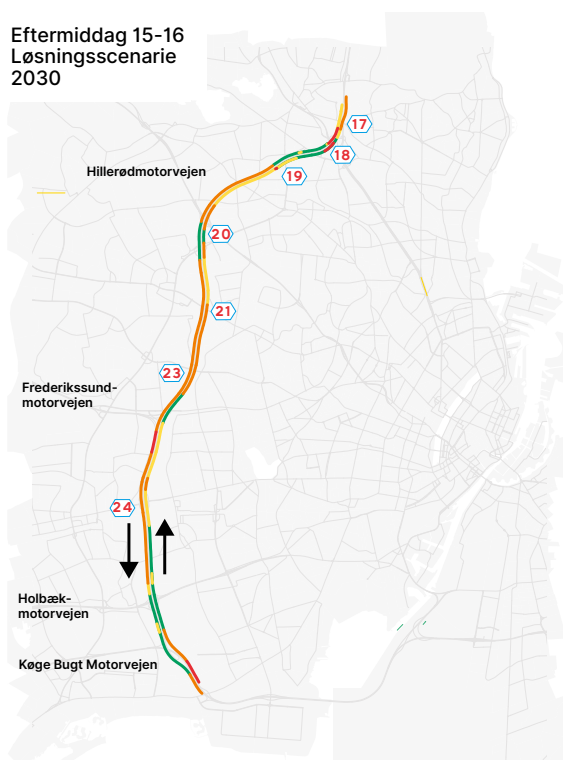 Eftermiddag 15-16
Løsningsscenarie
2030
17
18
Hillerødmotorvejen
19
20
21
23
Frederikssund-
motorvejen
24
Holbæk-
motorvejen
Køge Bugt Motorvejen